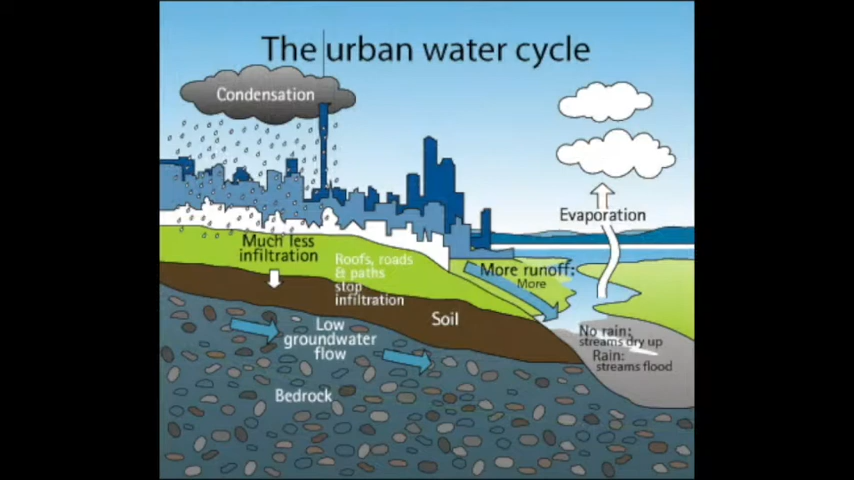 The urban water cycle
Condensation
Evaporation
Much less
infiltration
Roofs, roads
& paths
stop
infiltration
More runoff:
More
Soil
Low
groundwater
flow
No rain:
streams dry up
Rain:
streams flood
Bedrock